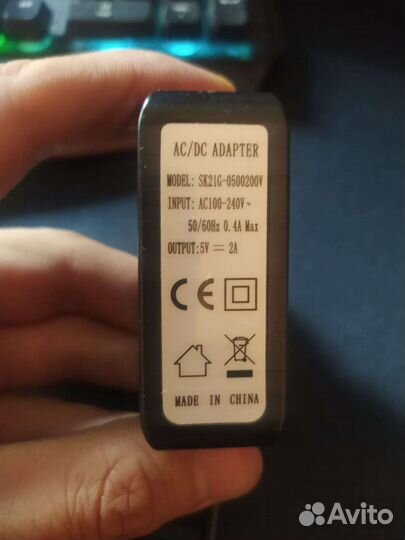 AC/DC ADAPTER
MODEL: SK21G-0500200V
INPUT: AC100-240V~
50/60Hz 0.4A Max
OUTPUT:5V⎓2A
CE
MADE IN CHINA
Avito